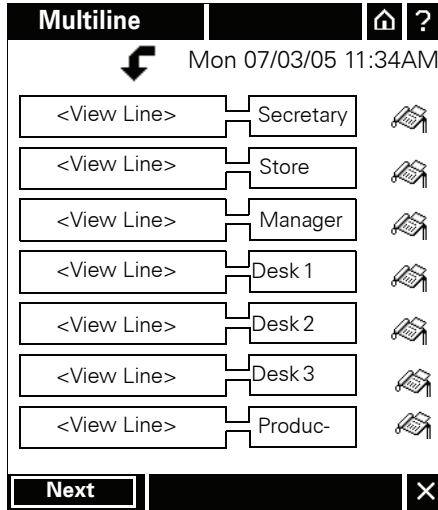 Multiline ?
Mon 07/03/05 11:34AM
<View Line> Secretary
<View Line> Store
<View Line> Manager
<View Line> Desk 1
<View Line> Desk 2
<View Line> Desk 3
<View Line> Produc-
Next ×